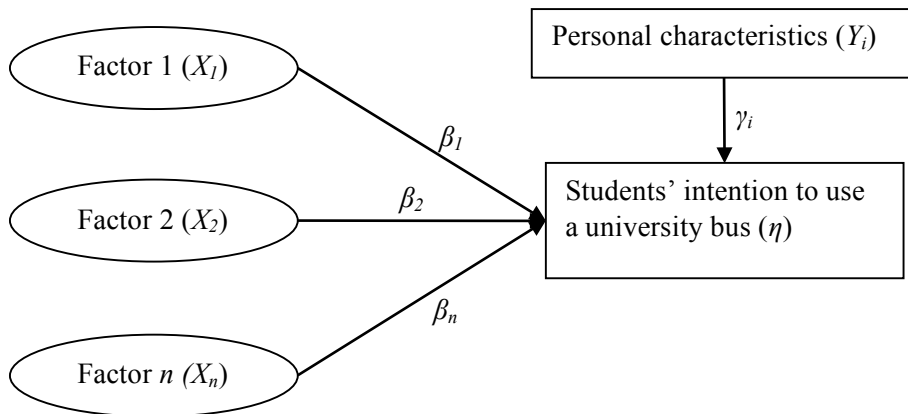 Personal characteristics (Yi)
Factor 1 (X1)
γi
β1
Students’ intention to use
a university bus (η)
β2
Factor 2 (X2)
βn
Factor n (Xn)